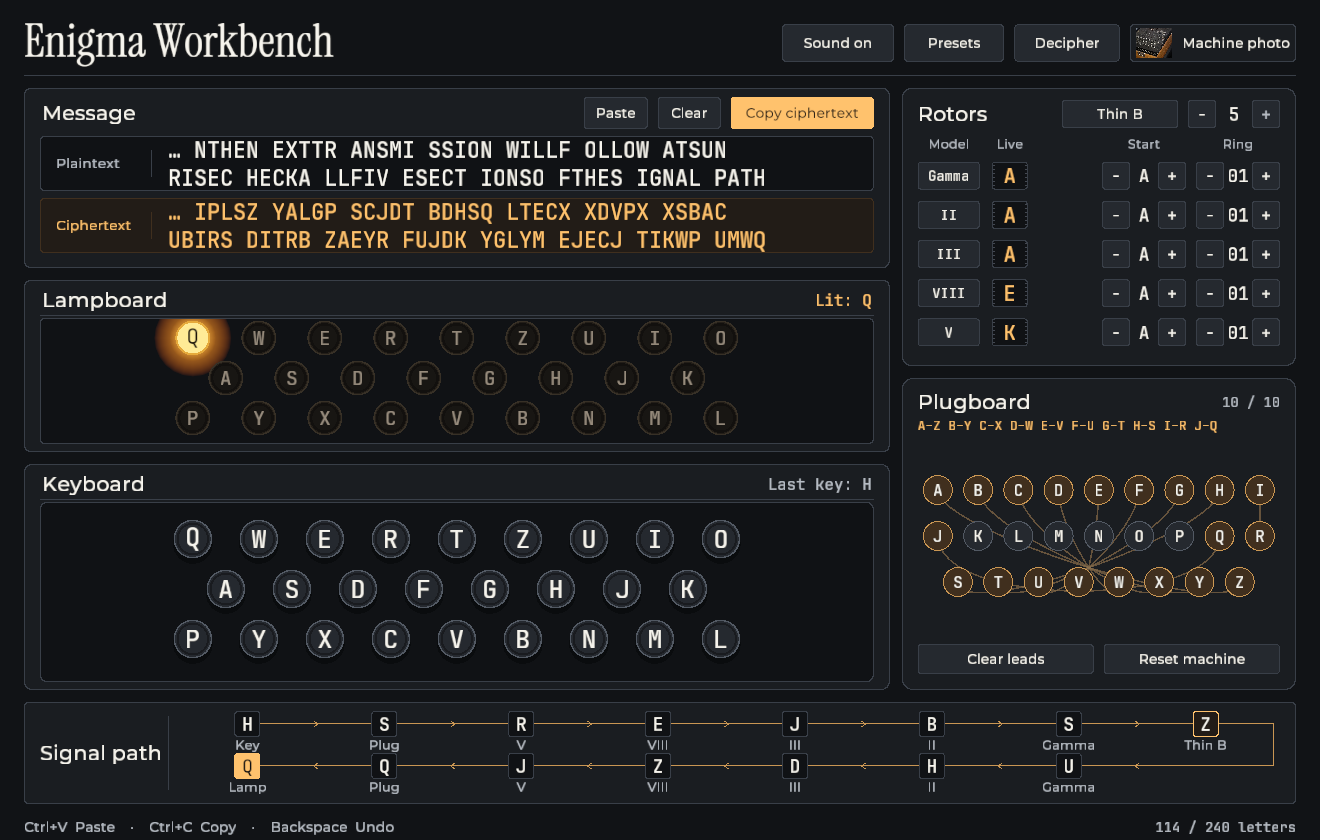 Enigma Workbench
Sound on
Presets
Decipher
Machine photo
Message
Paste
Clear
Copy ciphertext
Plaintext
… NTHEN EXTTR ANSMI SSION WILLF OLLOW ATSUN
RISEC HECKA LLFIV ESECT IONSO FTHES IGNAL PATH
Ciphertext
… IPLSZ YALGP SCJDT BDHSQ LTECX XDVPX XSBAC
UBIRS DITRB ZAEYR FUJDK YGLYM EJECJ TIKWP UMWQ
Rotors
Thin B
- 5 +
Model Live Start Ring
Gamma A - A + - 01 +
II A - A + - 01 +
III A - A + - 01 +
VIII E - A + - 01 +
V K - A + - 01 +
Lampboard
Lit: Q
Q W E R T Z U I O
A S D F G H J K
P Y X C V B N M L
Keyboard
Last key: H
Q W E R T Z U I O
A S D F G H J K
P Y X C V B N M L
Plugboard
10 / 10
A-Z B-Y C-X D-W E-V F-U G-T H-S I-R J-Q
A B C D E F G H I
J K L M N O P Q R
S T U V W X Y Z
Clear leads
Reset machine
Signal path
H S R E J B S Z
Key Plug V VIII III II Gamma Thin B
Q Q J Z D H U
Lamp Plug V VIII III II Gamma
Ctrl+V Paste · Ctrl+C Copy · Backspace Undo
114 / 240 letters